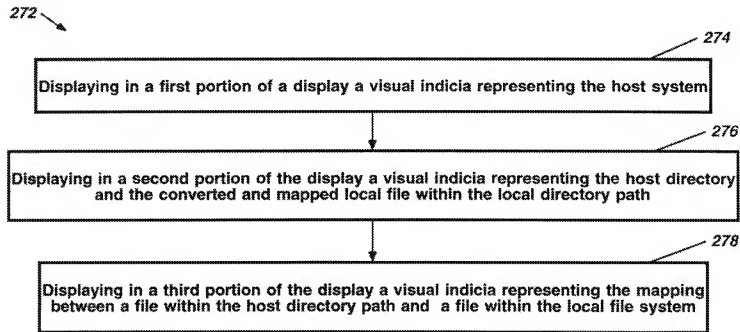 272
274
Displaying in a first portion of a display a visual indicia representing the host system
276
Displaying in a second portion of the display a visual indicia representing the host directory
and the converted and mapped local file within the local directory path
278
Displaying in a third portion of the display a visual indicia representing the mapping
between a file within the host directory path and a file within the local file system